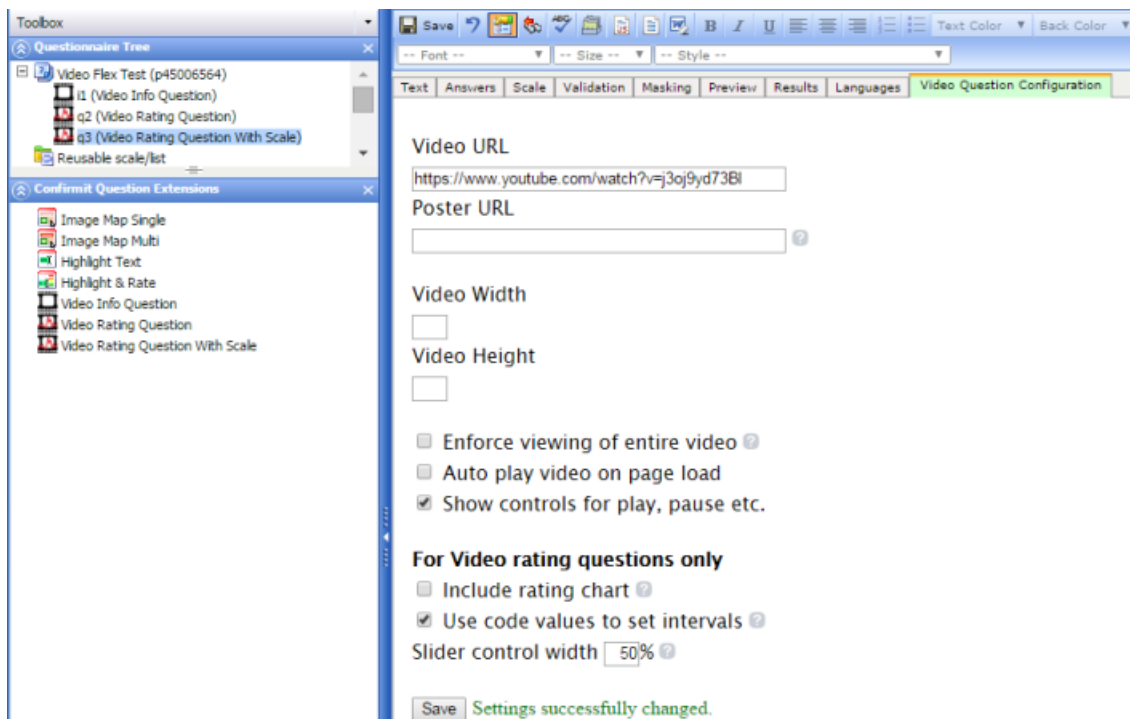 Toolbox
Questionnaire Tree
Video Flex Test (p45006564)
i1 (Video Info Question)
q2 (Video Rating Question)
q3 (Video Rating Question With Scale)
Reusable scale/list
Confirmit Question Extensions
Image Map Single
Image Map Multi
Highlight Text
Highlight & Rate
Video Info Question
Video Rating Question
Video Rating Question With Scale
Save B I U Text Color Back Color
-- Font -- -- Size -- -- Style --
Text Answers Scale Validation Masking Preview Results Languages Video Question Configuration
Video URL
https://www.youtube.com/watch?v=j3oj9yd73BI
Poster URL
Video Width
Video Height
Enforce viewing of entire video
Auto play video on page load
Show controls for play, pause etc.
For Video rating questions only
Include rating chart
Use code values to set intervals
Slider control width 50%
Save Settings successfully changed.